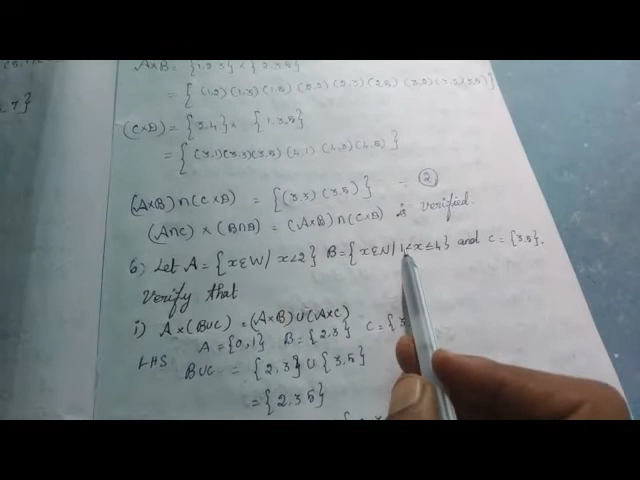 7}
A×B = {1,2,3} × {2,3,5}
= {(1,2) (1,3) (1,5) (2,2) (2,3) (2,5) (3,2) (3,3) (3,5)}
(C×D) = {3,4} × {1,3,5}
= {(3,1) (3,3) (3,5) (4,1) (4,3) (4,5)}
(A×B)∩(C×D) = {(3,3) (3,5)} - ②
(A∩C) × (B∩D) = (A×B)∩(C×D) is verified.
6) Let A = {x∈W/ x<2} B = {x∈N/ 1<x≤4} and C = {3,5}.
Verify that
i) A×(B∪C) = (A×B)∪(A×C)
A = {0,1} B = {2,3} C = {3
LHS B∪C = {2,3} ∪ {3,5}
= {2,3 5}